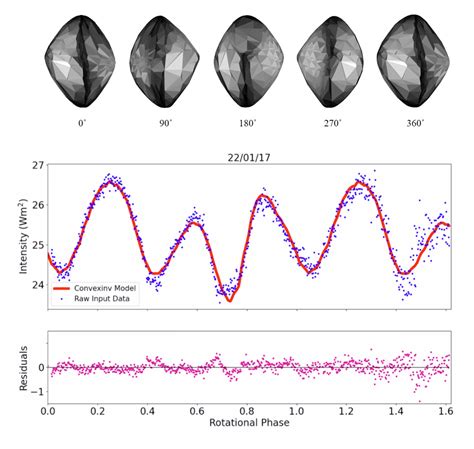 0° 90° 180° 270° 360°
22/01/17
27
26
25
24
Intensity (Wm²)
Convexinv Model
Raw Input Data
0
−1
Residuals
0.0 0.2 0.4 0.6 0.8 1.0 1.2 1.4 1.6
Rotational Phase